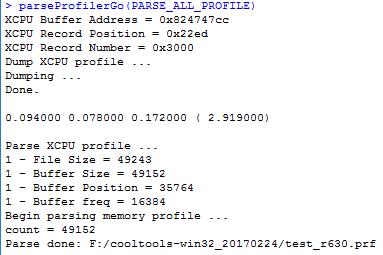 > parseProfilerGo(PARSE_ALL_PROFILE)
XCPU Buffer Address = 0x824747cc
XCPU Record Position = 0x22ed
XCPU Record Number = 0x3000
Dump XCPU profile ...
Dumping ...
Done.
0.094000 0.078000 0.172000 ( 2.919000)
Parse XCPU profile ...
1 - File Size = 49243
1 - Buffer Size = 49152
1 - Buffer Position = 35764
1 - Buffer freq = 16384
Begin parsing memory profile ...
count = 49152
Parse done: F:/cooltools-win32_20170224/test_r630.prf